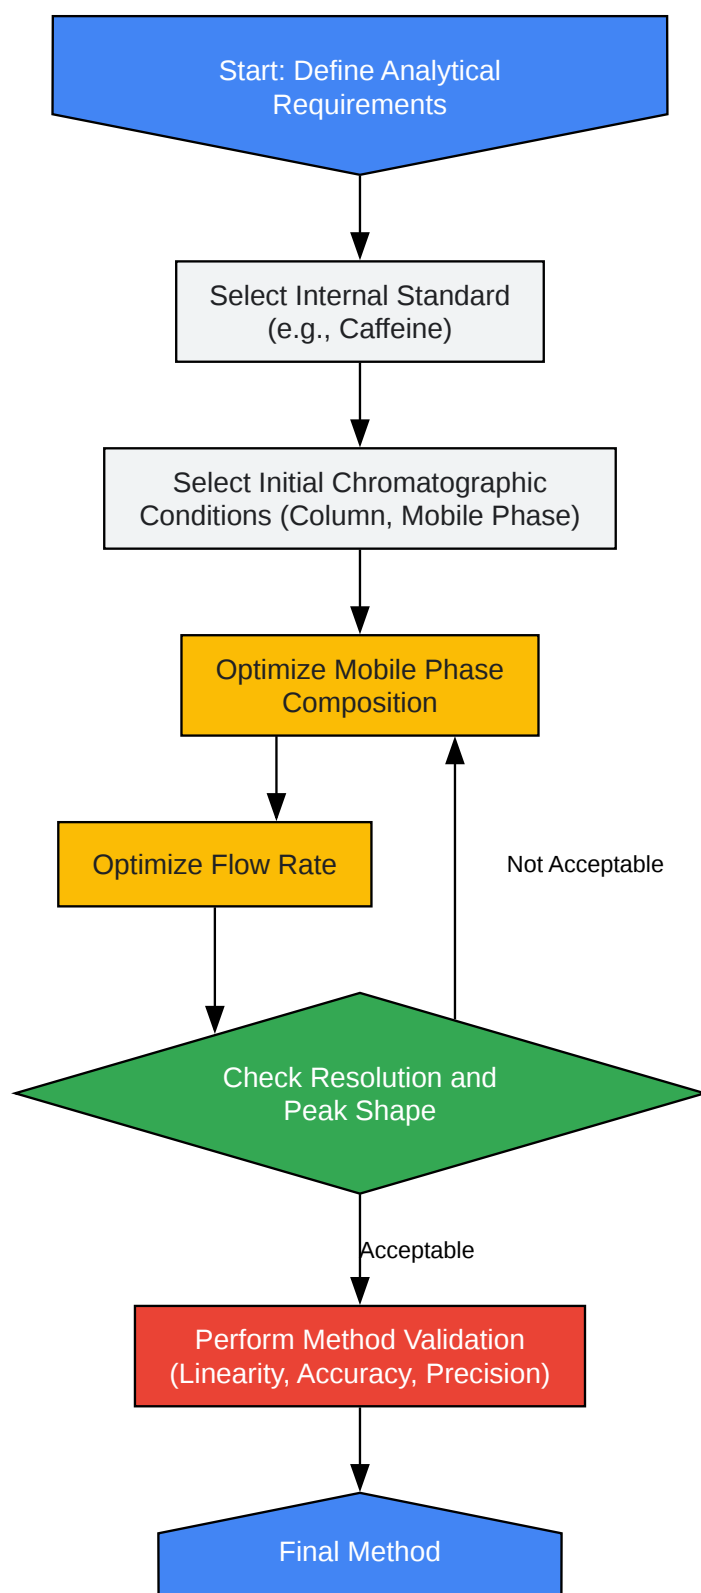 Start: Define Analytical
Requirements
Select Internal Standard
(e.g., Caffeine)
Select Initial Chromatographic
Conditions (Column, Mobile Phase)
Optimize Mobile Phase
Composition
Optimize Flow Rate
Not Acceptable
Check Resolution and
Peak Shape
Acceptable
Perform Method Validation
(Linearity, Accuracy, Precision)
Final Method